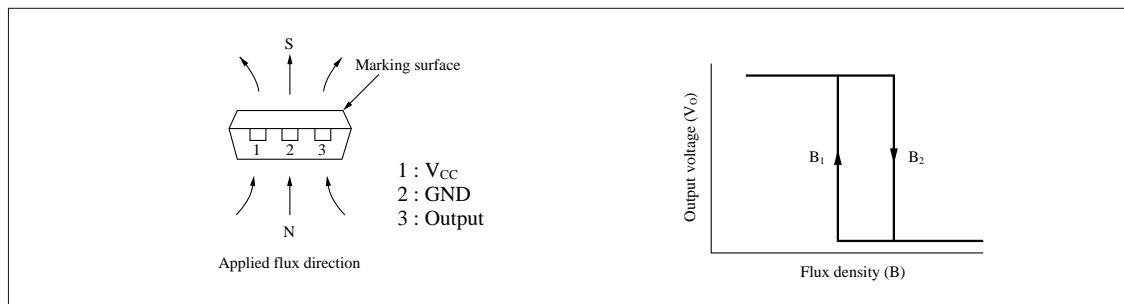 S
Marking surface
1 2 3
1 : VCC
2 : GND
3 : Output
N
Applied flux direction
Output voltage (VO)
B1
B2
Flux density (B)